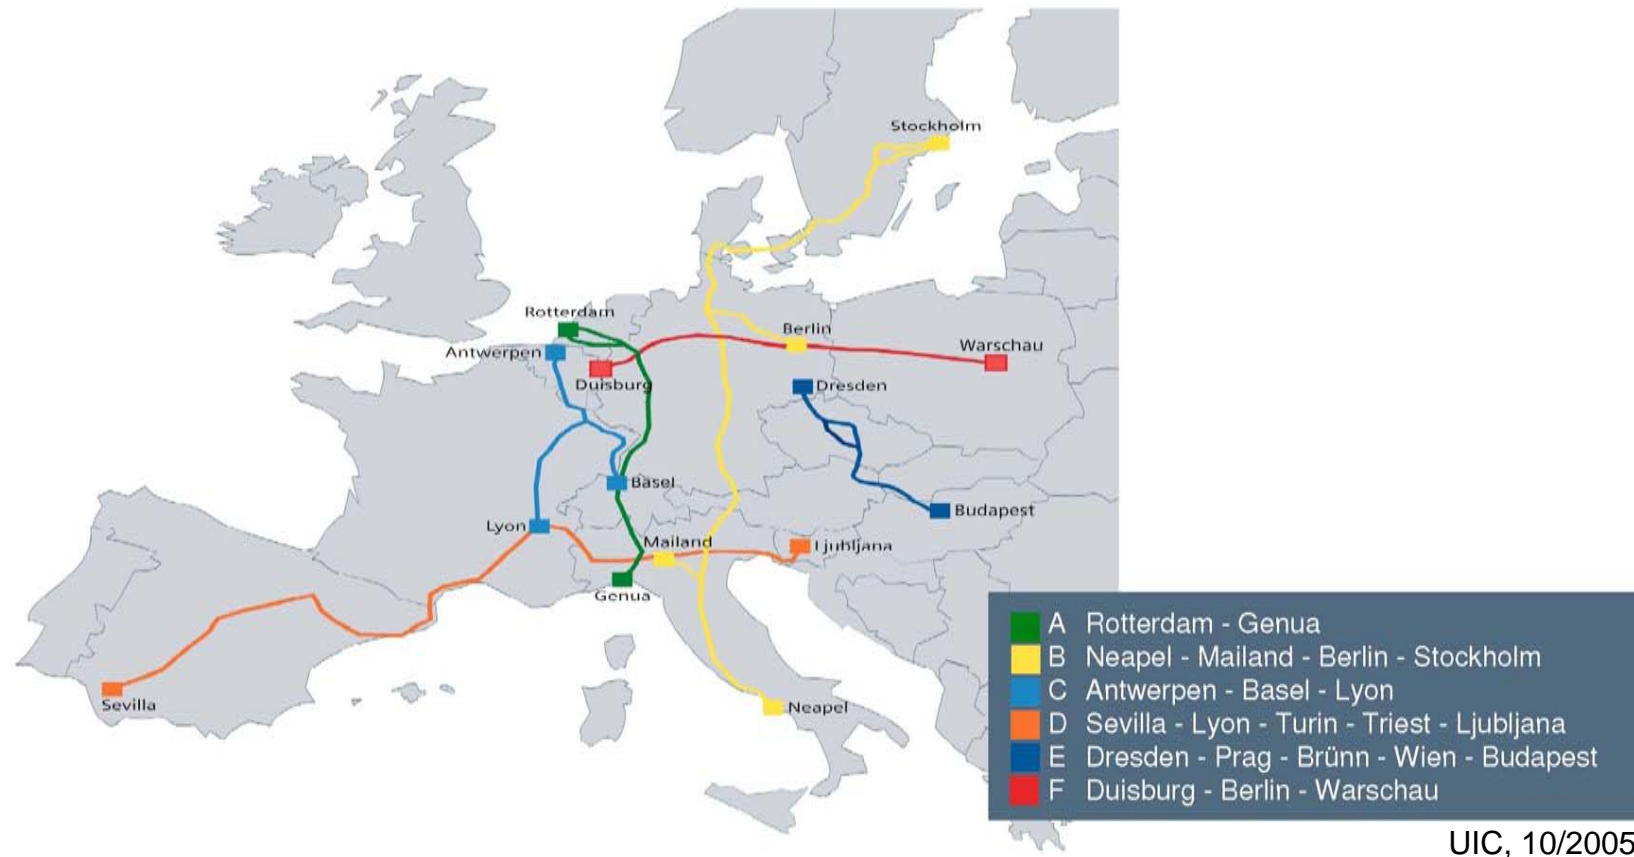 Stockholm
Rotterdam
Berlin
Antwerpen
Warschau
Duisburg
Dresden
Basel
Budapest
Lyon
Mailand
Ljubljana
Genua
Sevilla
Neapel
A Rotterdam - Genua
B Neapel - Mailand - Berlin - Stockholm
C Antwerpen - Basel - Lyon
D Sevilla - Lyon - Turin - Triest - Ljubljana
E Dresden - Prag - Brünn - Wien - Budapest
F Duisburg - Berlin - Warschau
UIC, 10/2005